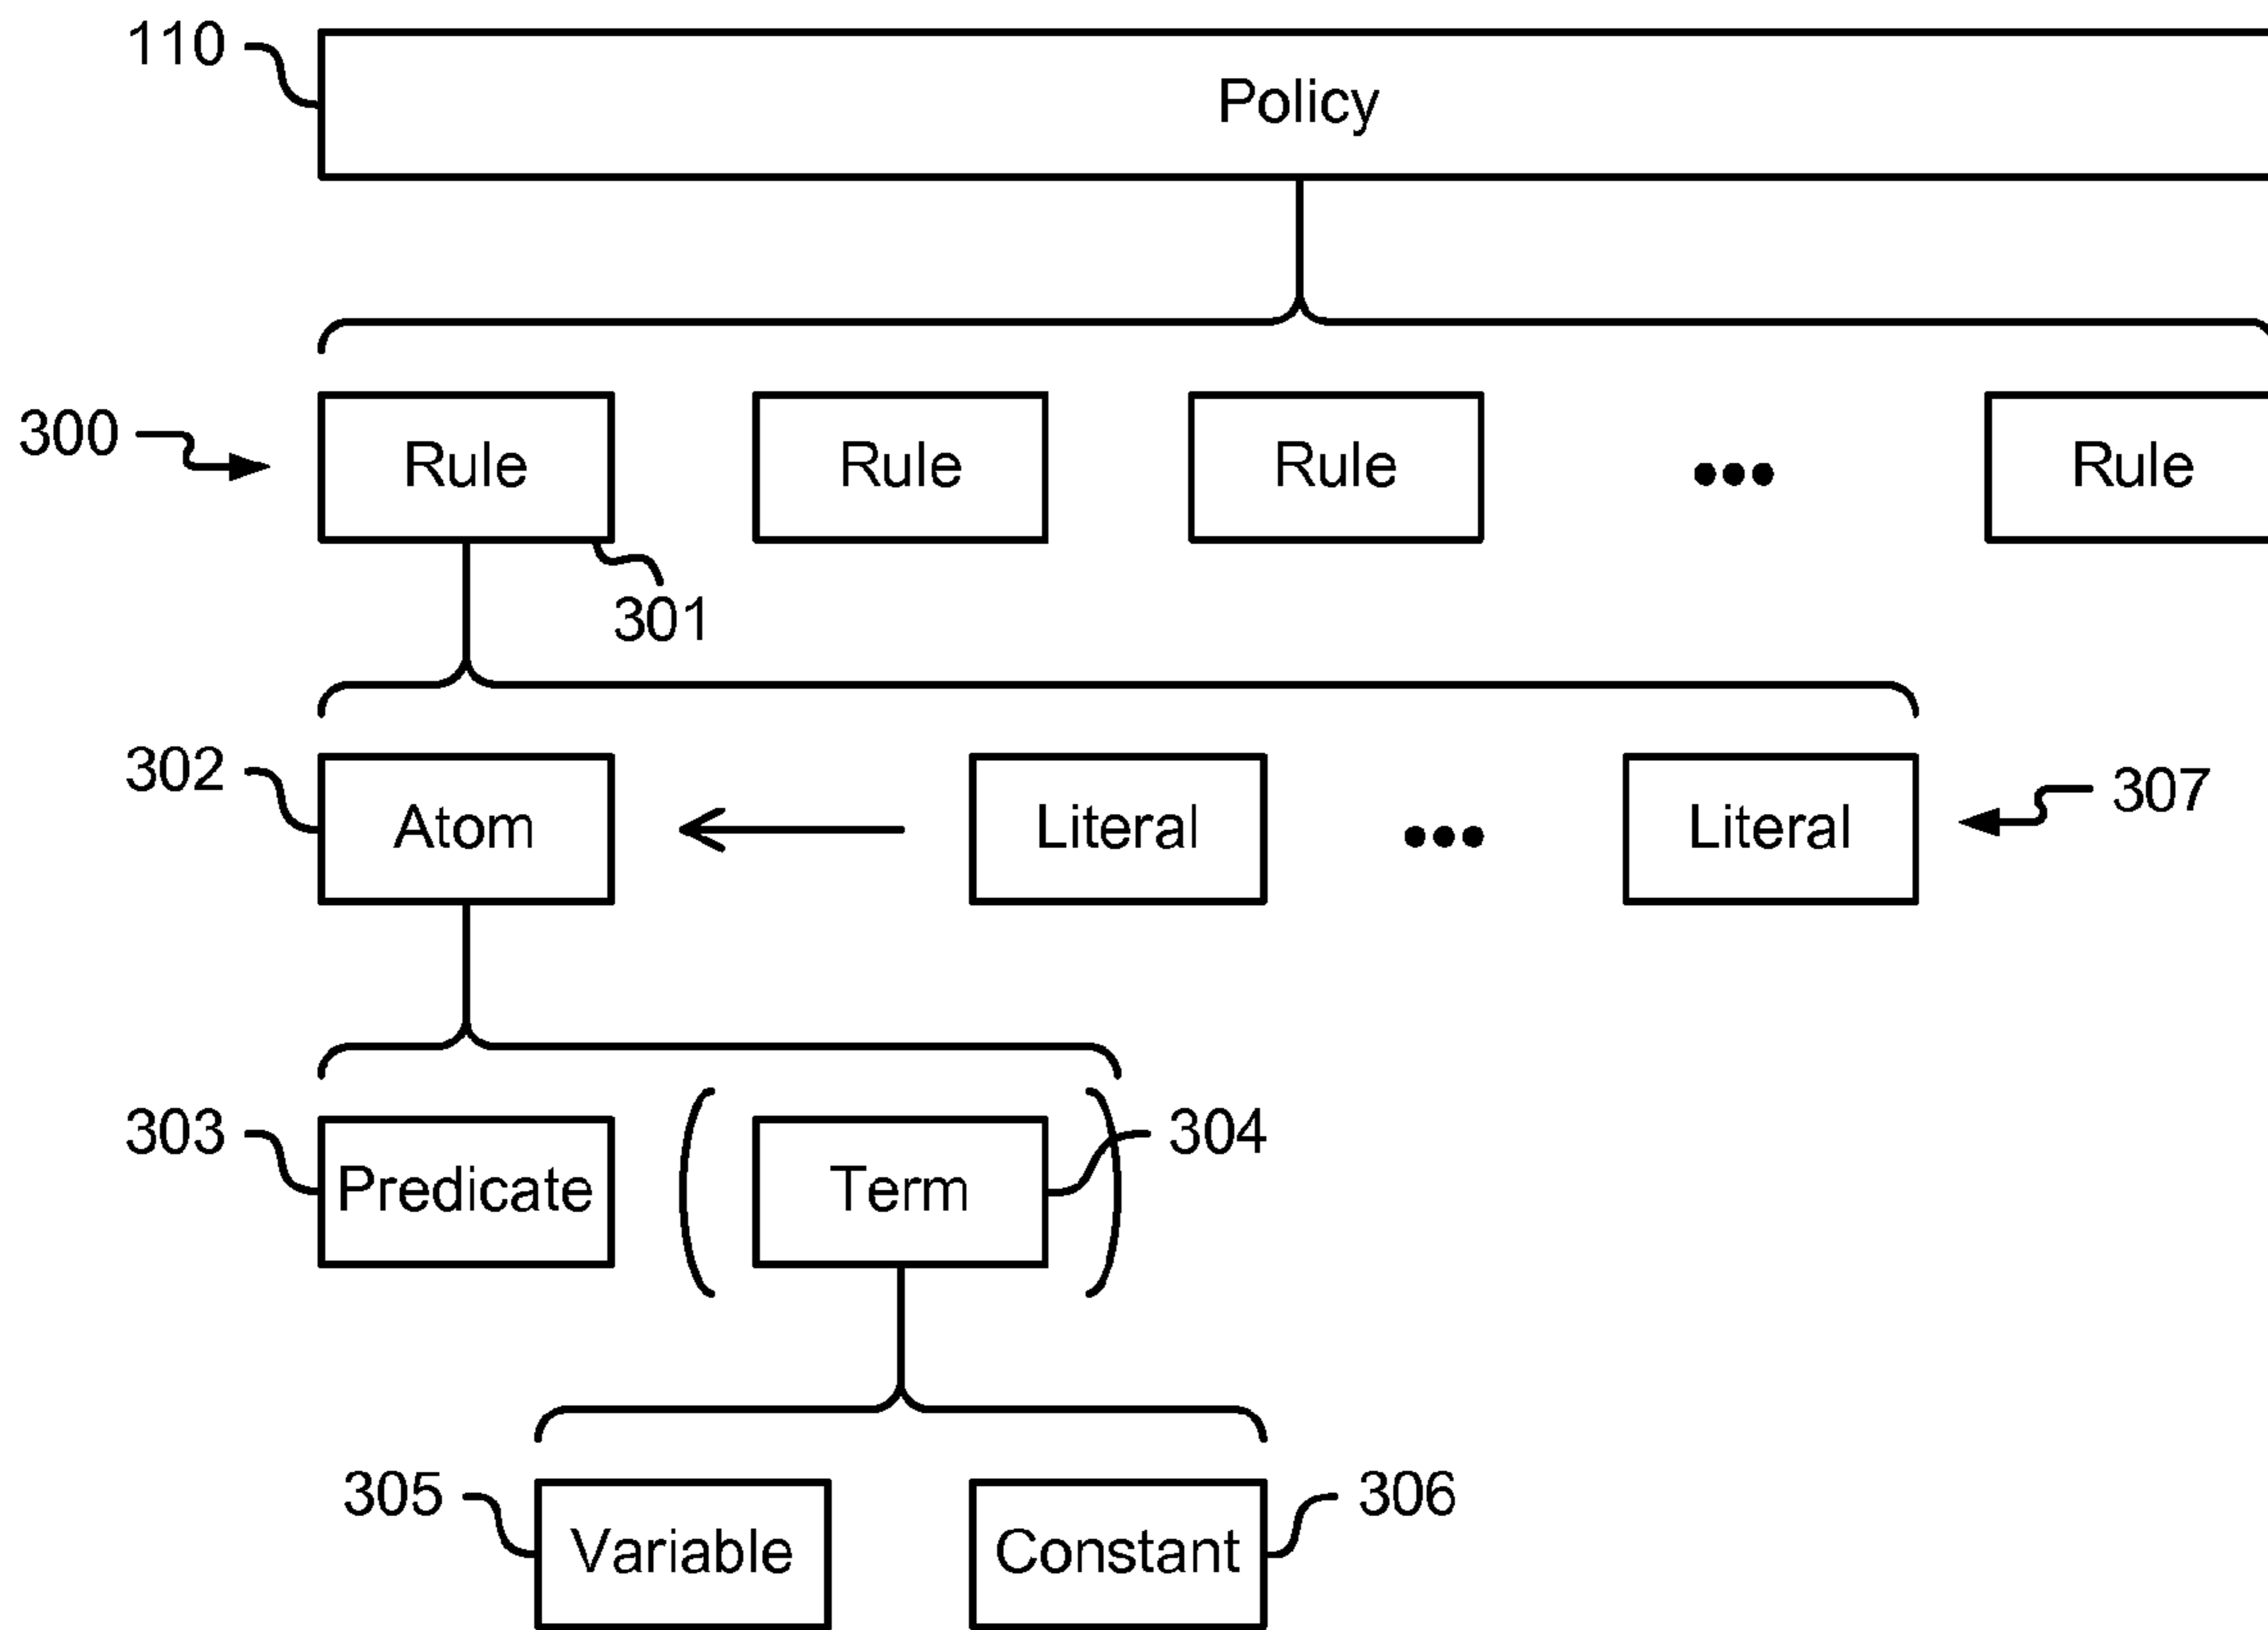 110
Policy
300
Rule
Rule
Rule
•••
Rule
301
302
Atom
Literal
•••
Literal
307
303
Predicate
( Term )
304
305
Variable
Constant
306